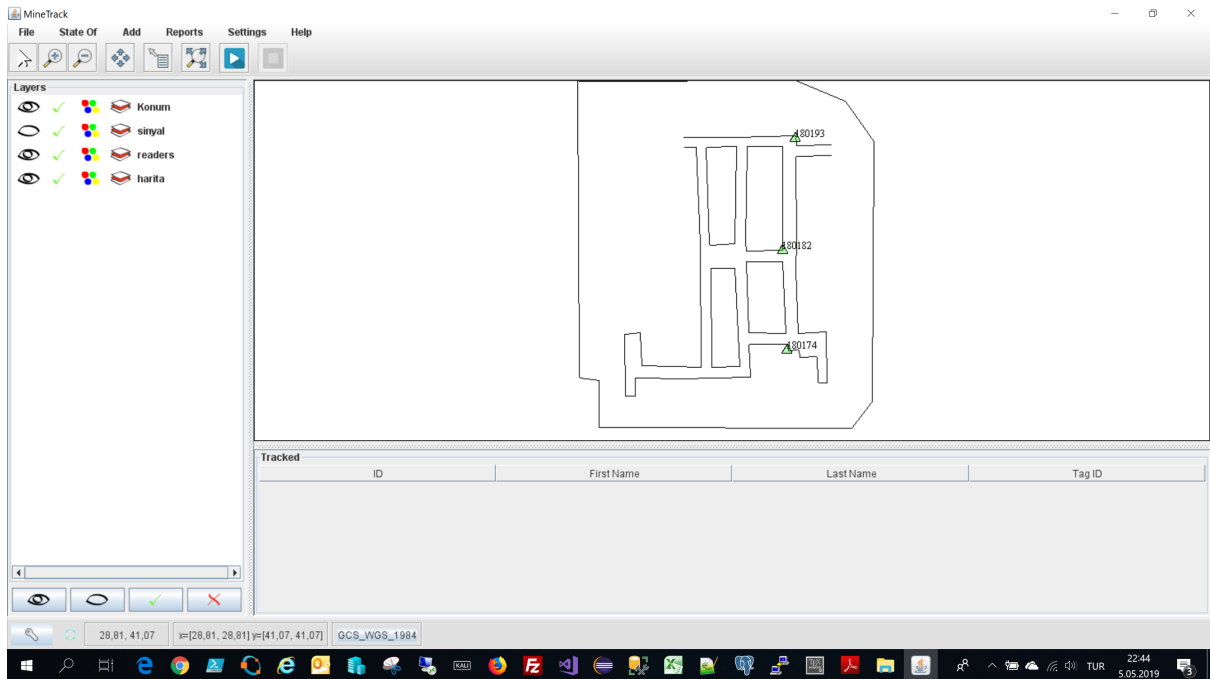 MineTrack
File State Of Add Reports Settings Help
Layers
Konum
sinyal
readers
harita
180193
180182
180174
Tracked
ID First Name Last Name Tag ID
28,81, 41,07 x=[28,81, 28,81] y=[41,07, 41,07] GCS_WGS_1984
KAU TUR 22:44
5.05.2019
3